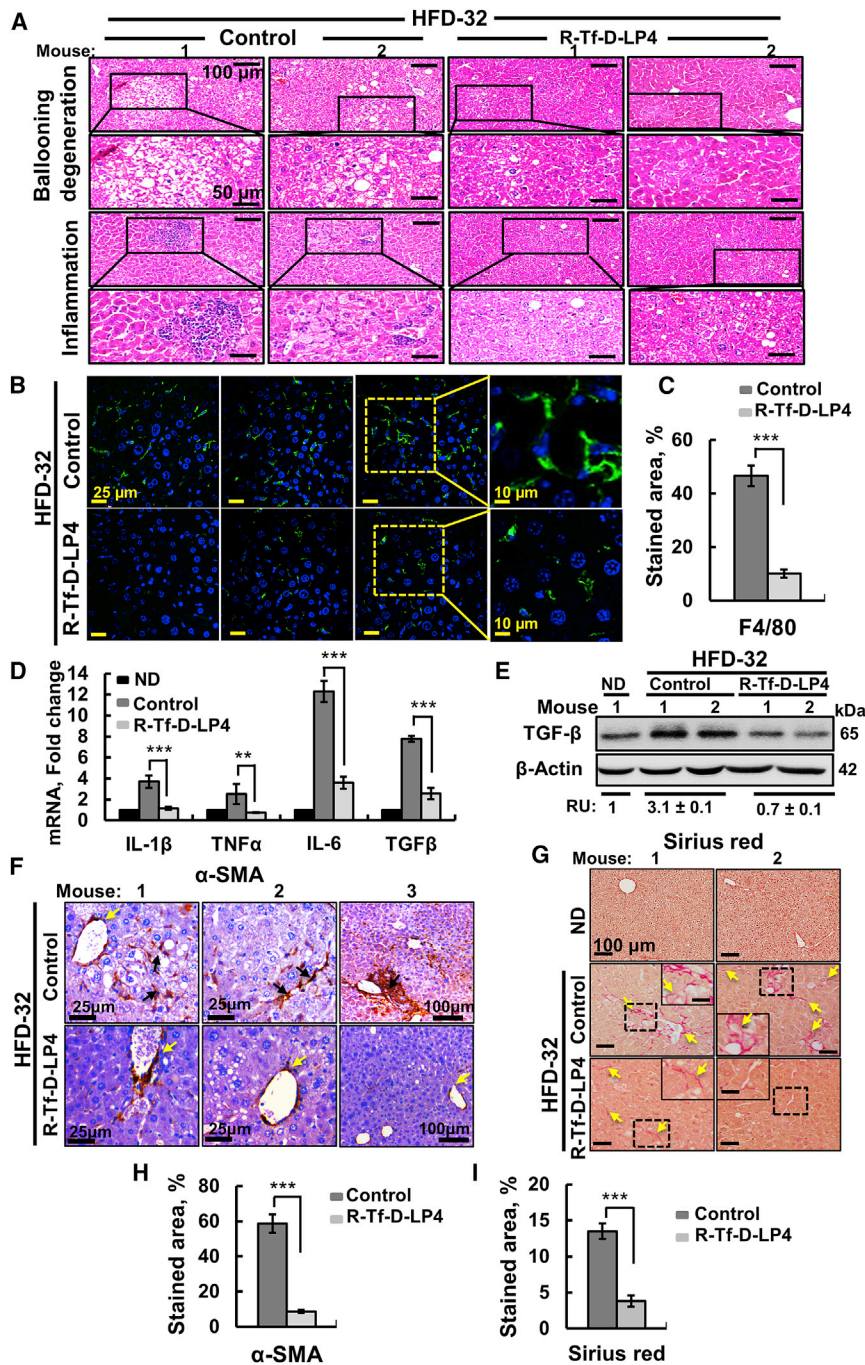 A
HFD-32
Control R-Tf-D-LP4
Mouse: 1 2 1 2
Ballooning
degeneration
100 μm
50 μm
Inflammation
B
HFD-32
Control
25 μm
10 μm
R-Tf-D-LP4
10 μm
C
Control
R-Tf-D-LP4
Stained area, %
60
40
20
0
***
F4/80
D
mRNA, Fold change
14
12
10
8
6
4
2
0
ND
Control
R-Tf-D-LP4
***
**
***
***
IL-1β TNFα IL-6 TGFβ
E
HFD-32
ND Control R-Tf-D-LP4
Mouse 1 1 2 1 2 kDa
TGF-β 65
β-Actin 42
RU: 1 3.1 ± 0.1 0.7 ± 0.1
F
α-SMA
Mouse: 1 2 3
HFD-32
Control
25μm 25μm 100μm
R-Tf-D-LP4
25μm 25μm 100μm
G
Sirius red
Mouse: 1 2
ND
100 μm
HFD-32
Control
R-Tf-D-LP4
H
Stained area, %
80
60
40
20
0
***
Control
R-Tf-D-LP4
α-SMA
I
Stained area, %
20
15
10
5
0
***
Control
R-Tf-D-LP4
Sirius red